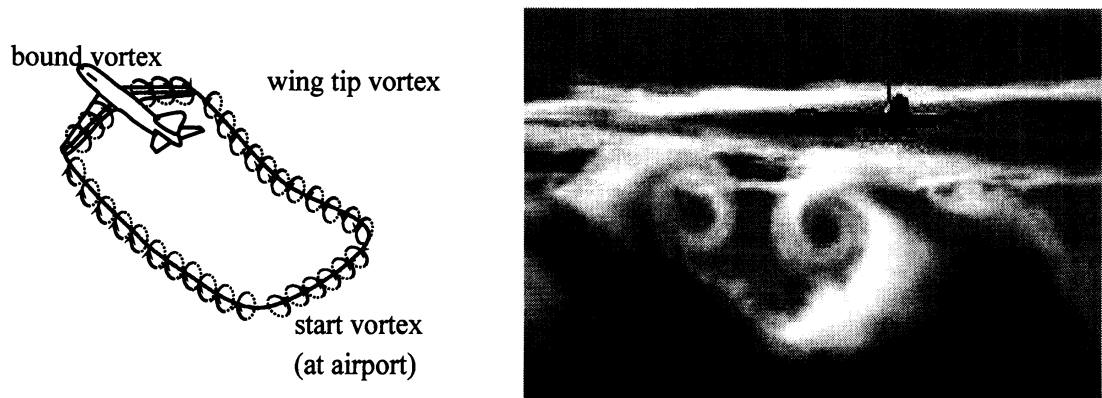 bound vortex
wing tip vortex
start vortex
(at airport)